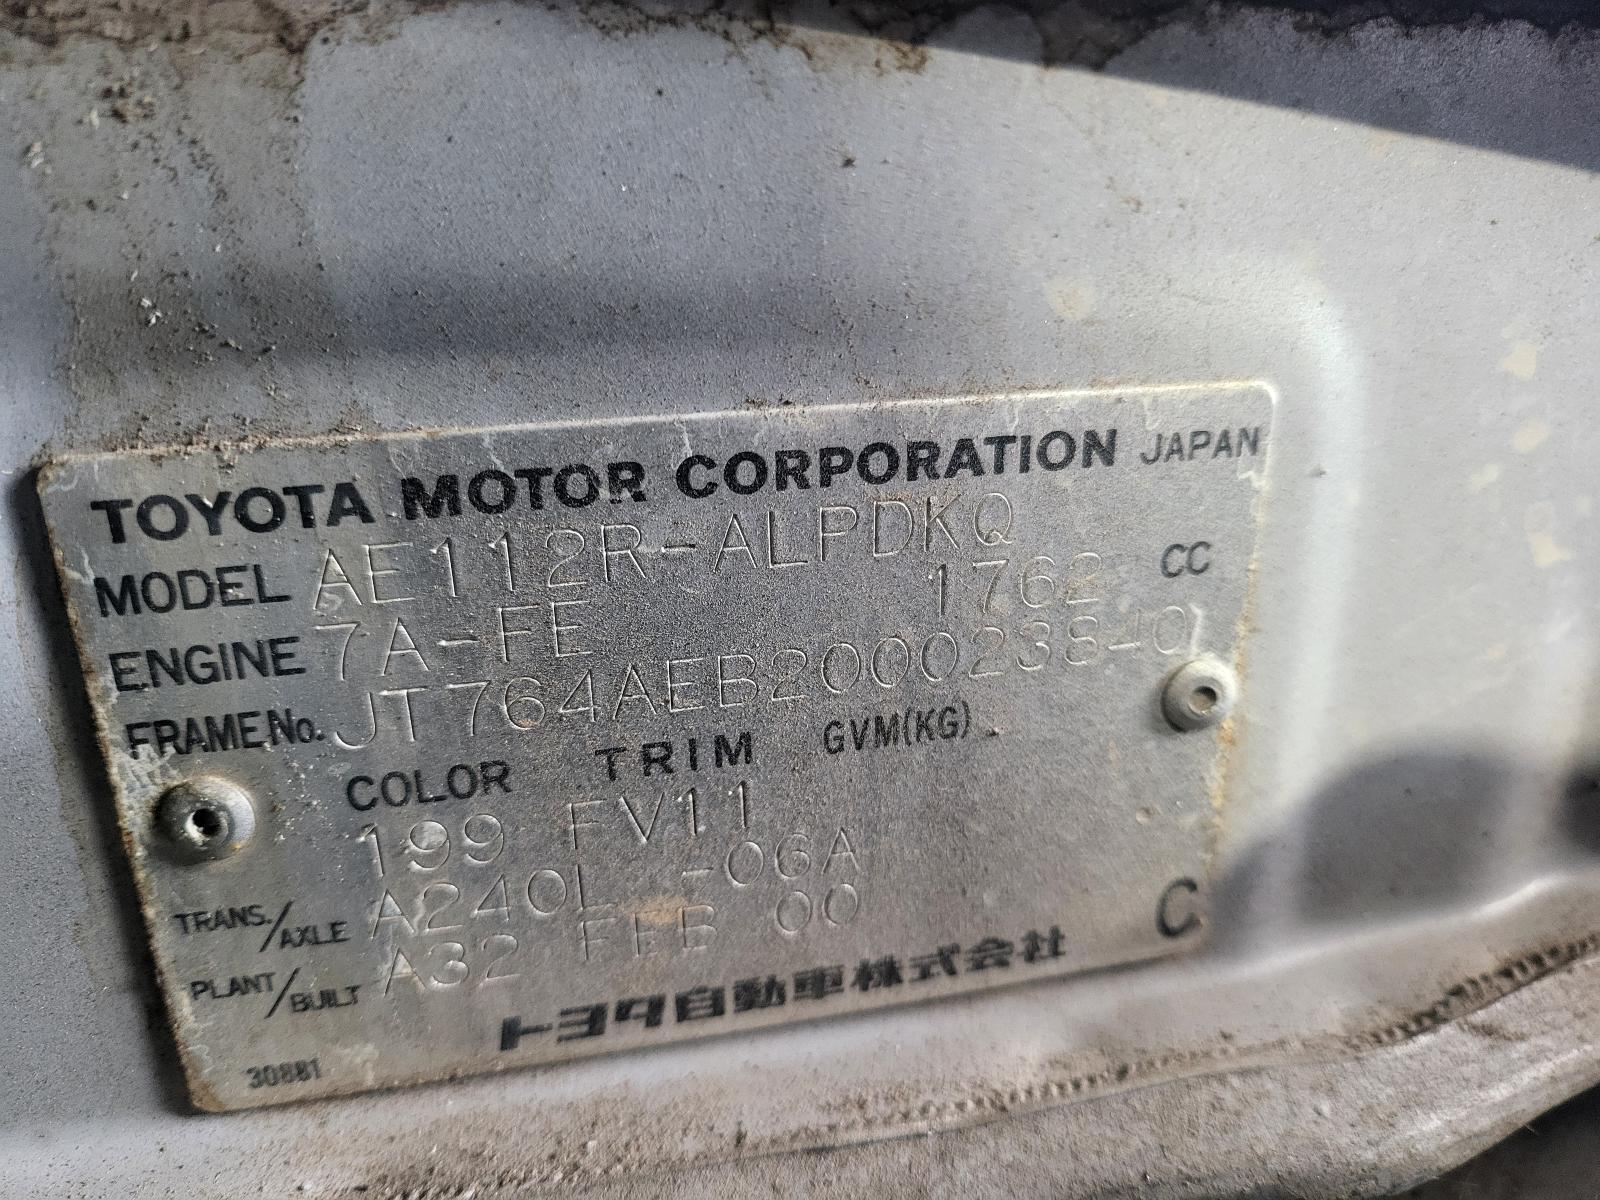 TOYOTA MOTOR CORPORATION JAPAN
MODEL AE112R-ALPDKQ
ENGINE 7A-FE 1762 CC
FRAME No. JT764AEB200023840
COLOR TRIM GVM(KG)
199 FV11
TRANS./AXLE A240L -06A
PLANT/BUILT A32 FEB 00
C
トヨタ自動車株式会社
30881